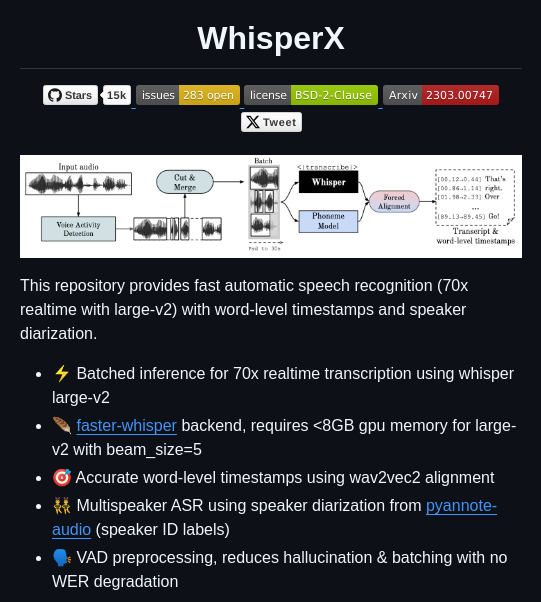 WhisperX
Stars 15k issues 283 open license BSD-2-Clause Arxiv 2303.00747
Tweet
Input audio
Voice Activity
Detection
Cut &
Merge
Batch
Pad to 30s
<|transcribe|>
Whisper
Phoneme
Model
Forced
Alignment
[00.12→0.44] That's
[00.86→1.14] right.
[01.98→2.33] Over
...
[89.13→89.45] Go!
Transcript &
word-level timestamps
This repository provides fast automatic speech recognition (70x
realtime with large-v2) with word-level timestamps and speaker
diarization.
• ⚡ Batched inference for 70x realtime transcription using whisper
large-v2
• 🪶 faster-whisper backend, requires <8GB gpu memory for large-
v2 with beam_size=5
• 🎯 Accurate word-level timestamps using wav2vec2 alignment
• 👯 Multispeaker ASR using speaker diarization from pyannote-
audio (speaker ID labels)
• 🗣️ VAD preprocessing, reduces hallucination & batching with no
WER degradation